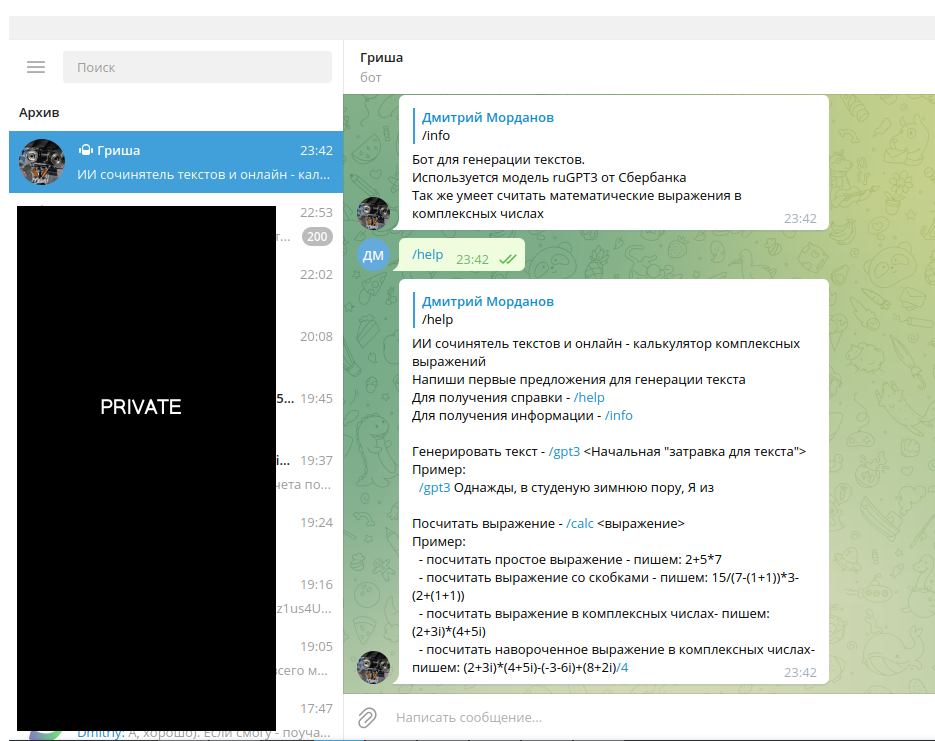 Поиск
Архив
Гриша 23:42
ИИ сочинятель текстов и онлайн - кал...
22:53
т... 200
22:02
20:08
5... 19:45
i... 19:37
чета по...
19:24
19:16
z1us4U...
19:05
всего м...
17:47
Dmitriy: А, хорошо). Если смогу - поуча...
PRIVATE
Гриша
бот
Дмитрий Морданов
/info
Бот для генерации текстов.
Используется модель ruGPT3 от Сбербанка
Так же умеет считать математические выражения в
комплексных числах
23:42
ДМ
/help 23:42
Дмитрий Морданов
/help
ИИ сочинятель текстов и онлайн - калькулятор комплексных
выражений
Напиши первые предложения для генерации текста
Для получения справки - /help
Для получения информации - /info
Генерировать текст - /gpt3 <Начальная "затравка для текста">
Пример:
/gpt3 Однажды, в студеную зимнюю пору, Я из
Посчитать выражение - /calc <выражение>
Пример:
- посчитать простое выражение - пишем: 2+5*7
- посчитать выражение со скобками - пишем: 15/(7-(1+1))*3-
(2+(1+1))
- посчитать выражение в комплексных числах- пишем:
(2+3i)*(4+5i)
- посчитать навороченное выражение в комплексных числах-
пишем: (2+3i)*(4+5i)-(-3-6i)+(8+2i)/4
23:42
Написать сообщение...